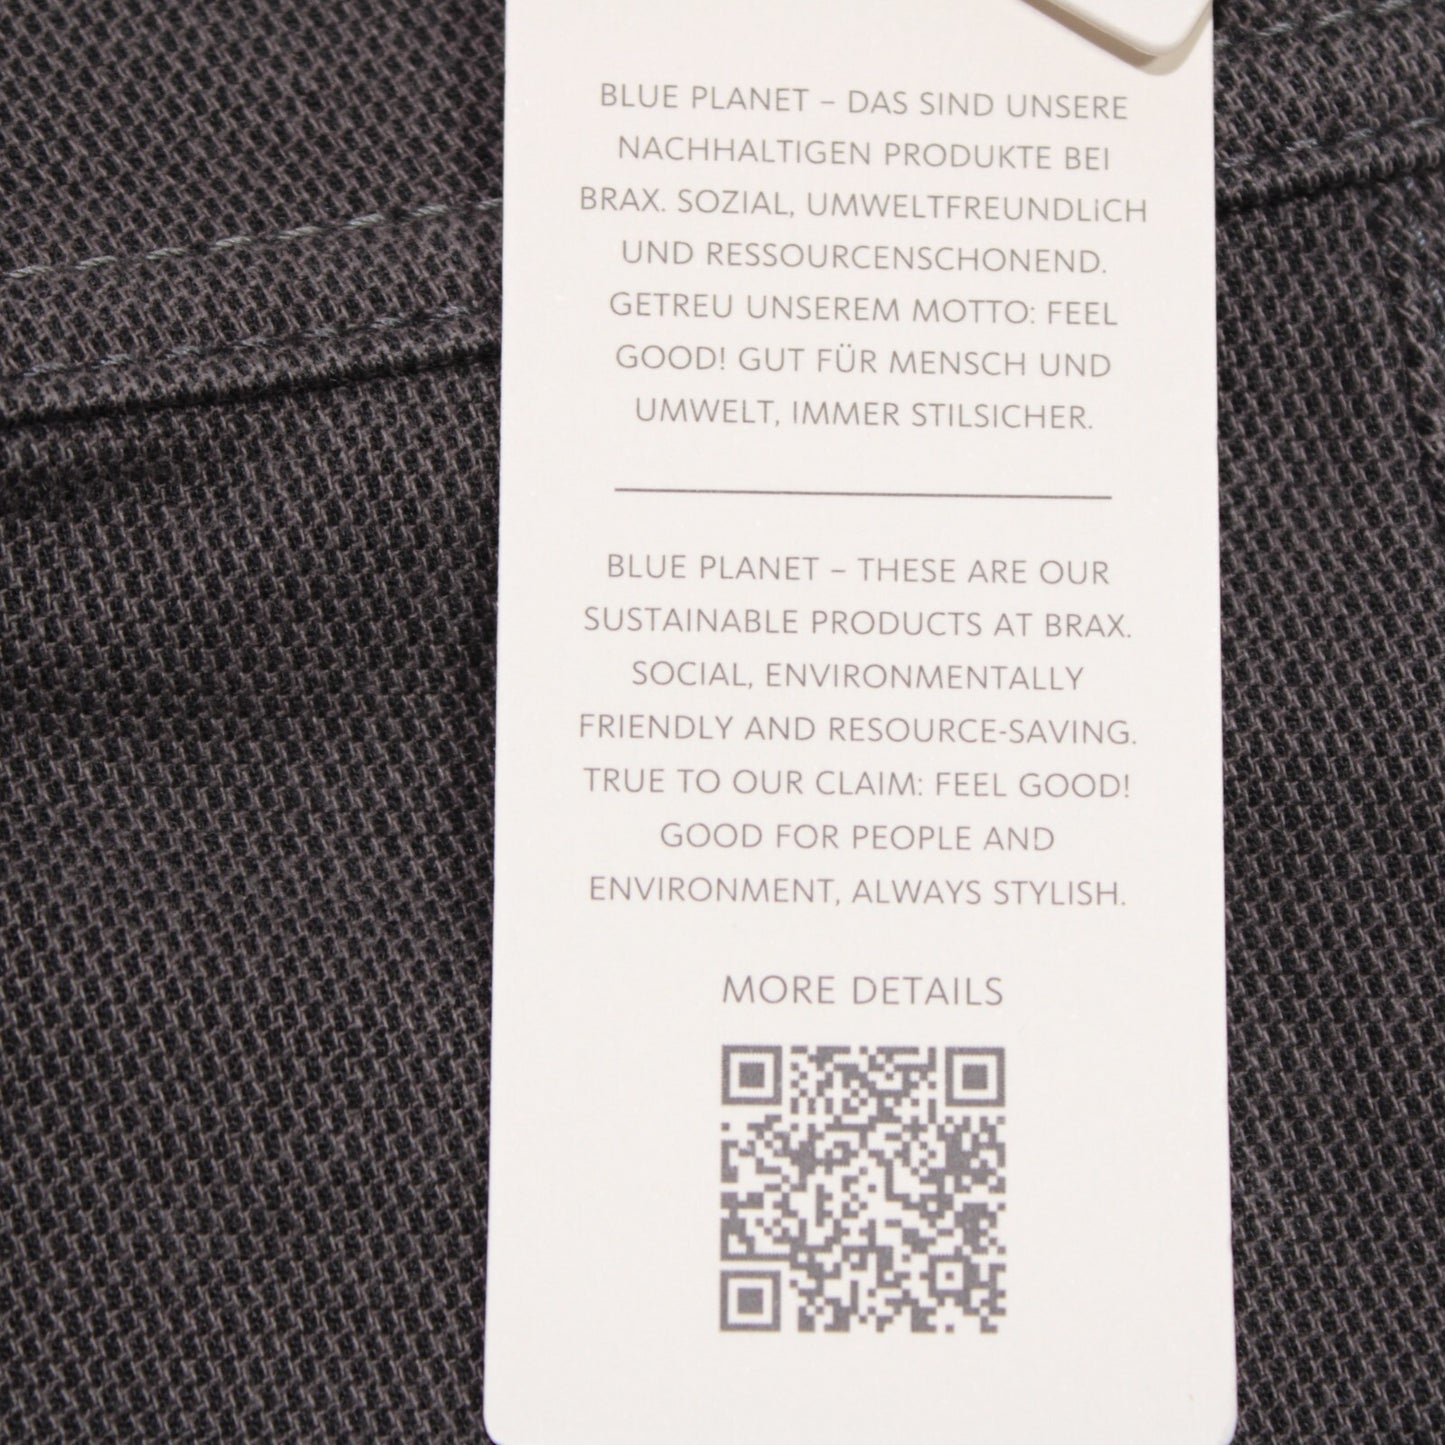 BLUE PLANET – DAS SIND UNSERE
NACHHALTIGEN PRODUKTE BEI
BRAX. SOZIAL, UMWELTFREUNDLICH
UND RESSOURCENSCHONEND.
GETREU UNSEREM MOTTO: FEEL
GOOD! GUT FÜR MENSCH UND
UMWELT, IMMER STILSICHER.
BLUE PLANET – THESE ARE OUR
SUSTAINABLE PRODUCTS AT BRAX.
SOCIAL, ENVIRONMENTALLY
FRIENDLY AND RESOURCE-SAVING.
TRUE TO OUR CLAIM: FEEL GOOD!
GOOD FOR PEOPLE AND
ENVIRONMENT, ALWAYS STYLISH.
MORE DETAILS